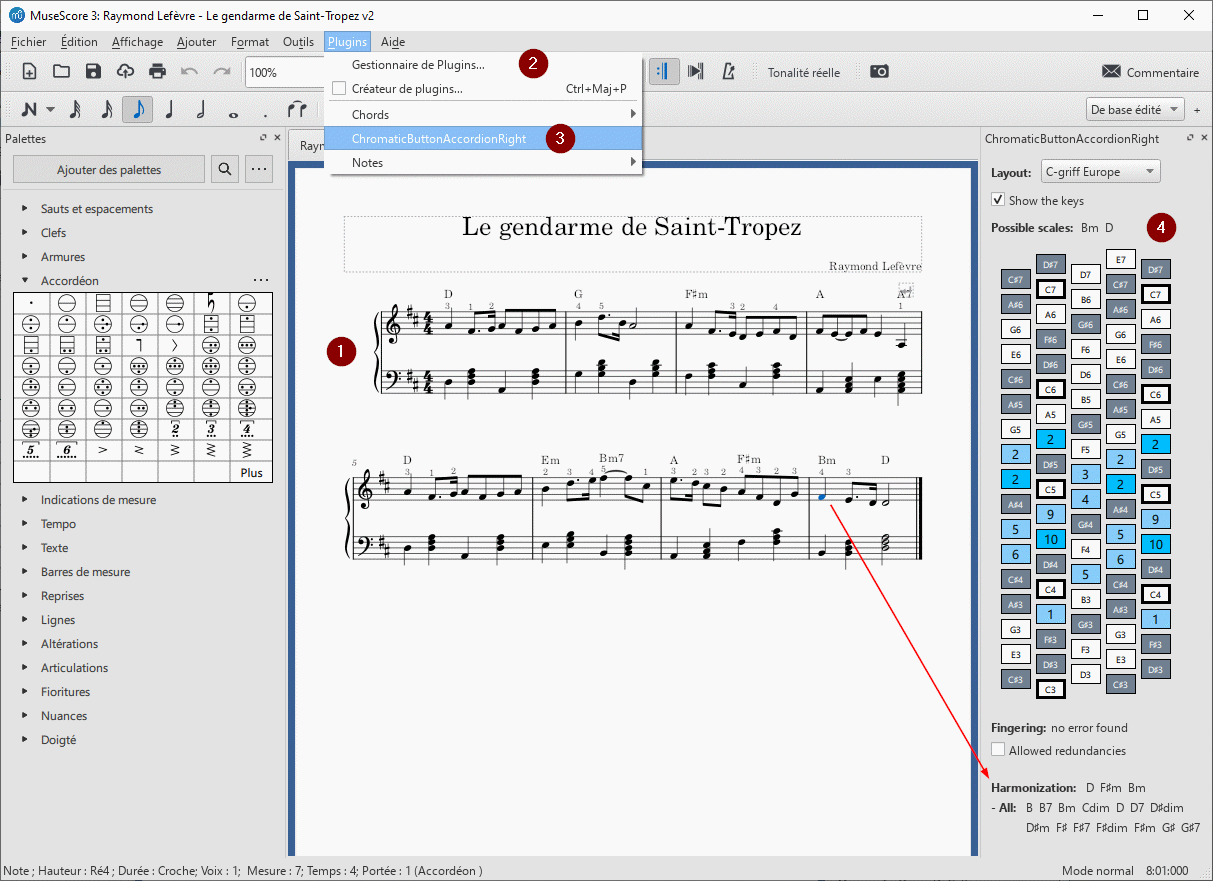 MuseScore 3: Raymond Lefèvre - Le gendarme de Saint-Tropez v2
Fichier Édition Affichage Ajouter Format Outils Plugins Aide
100%
Tonalité réelle
Commentaire
Gestionnaire de Plugins...
2
Créateur de plugins... Ctrl+Maj+P
Chords
ChromaticButtonAccordionRight
3
Notes
De base édité
+
Palettes
Ajouter des palettes
...
Sauts et espacements
Clefs
Armures
Accordéon
...
2 3 4
5 6
Plus
Indications de mesure
Tempo
Texte
Barres de mesure
Reprises
Lignes
Altérations
Articulations
Fioritures
Nuances
Doigté
Raym
Le gendarme de Saint-Tropez
Raymond Lefèvre
D G F♯m A A7
3 1 2 4 5 3 2 4 1
1
5
D Em Bm7 A F♯m Bm D
3 1 2 2 3 4 5 1 3 2 3 2 4 3 2 3 4 3
ChromaticButtonAccordionRight
Layout: C-griff Europe
Show the keys
Possible scales: Bm D
4
E7
D♯7 D♯7
D7
C♯7 C♯7
C7 C7
B6
A♯6 A♯6
A6 A6
G♯6
G6 G6
F♯6 F♯6
F6
E6 E6
D♯6 D♯6
D6
C♯6 C♯6
C6 C6
B5
A♯5 A♯5
A5 A5
G♯5
G5 G5
2 2
F5
2 2
D♯5 D♯5
3
2 2
C5 C5
4
A♯4 A♯4
9 9
G♯4
5 5
10 10
F4
6 6
D♯4 D♯4
5
C♯4 C♯4
C4 C4
B3
A♯3 A♯3
1 1
G♯3
G3 G3
F♯3 F♯3
F3
E3 E3
D♯3 D♯3
D3
C♯3 C♯3
C3
Fingering: no error found
Allowed redundancies
Harmonization: D F♯m Bm
- All: B B7 Bm Cdim D D7 D♯dim
D♯m F♯ F♯7 F♯dim F♯m G♯ G♯7
Note ; Hauteur : Ré4 ; Durée : Croche; Voix : 1; Mesure : 7; Temps : 4; Portée : 1 (Accordéon )
Mode normal 8:01:000